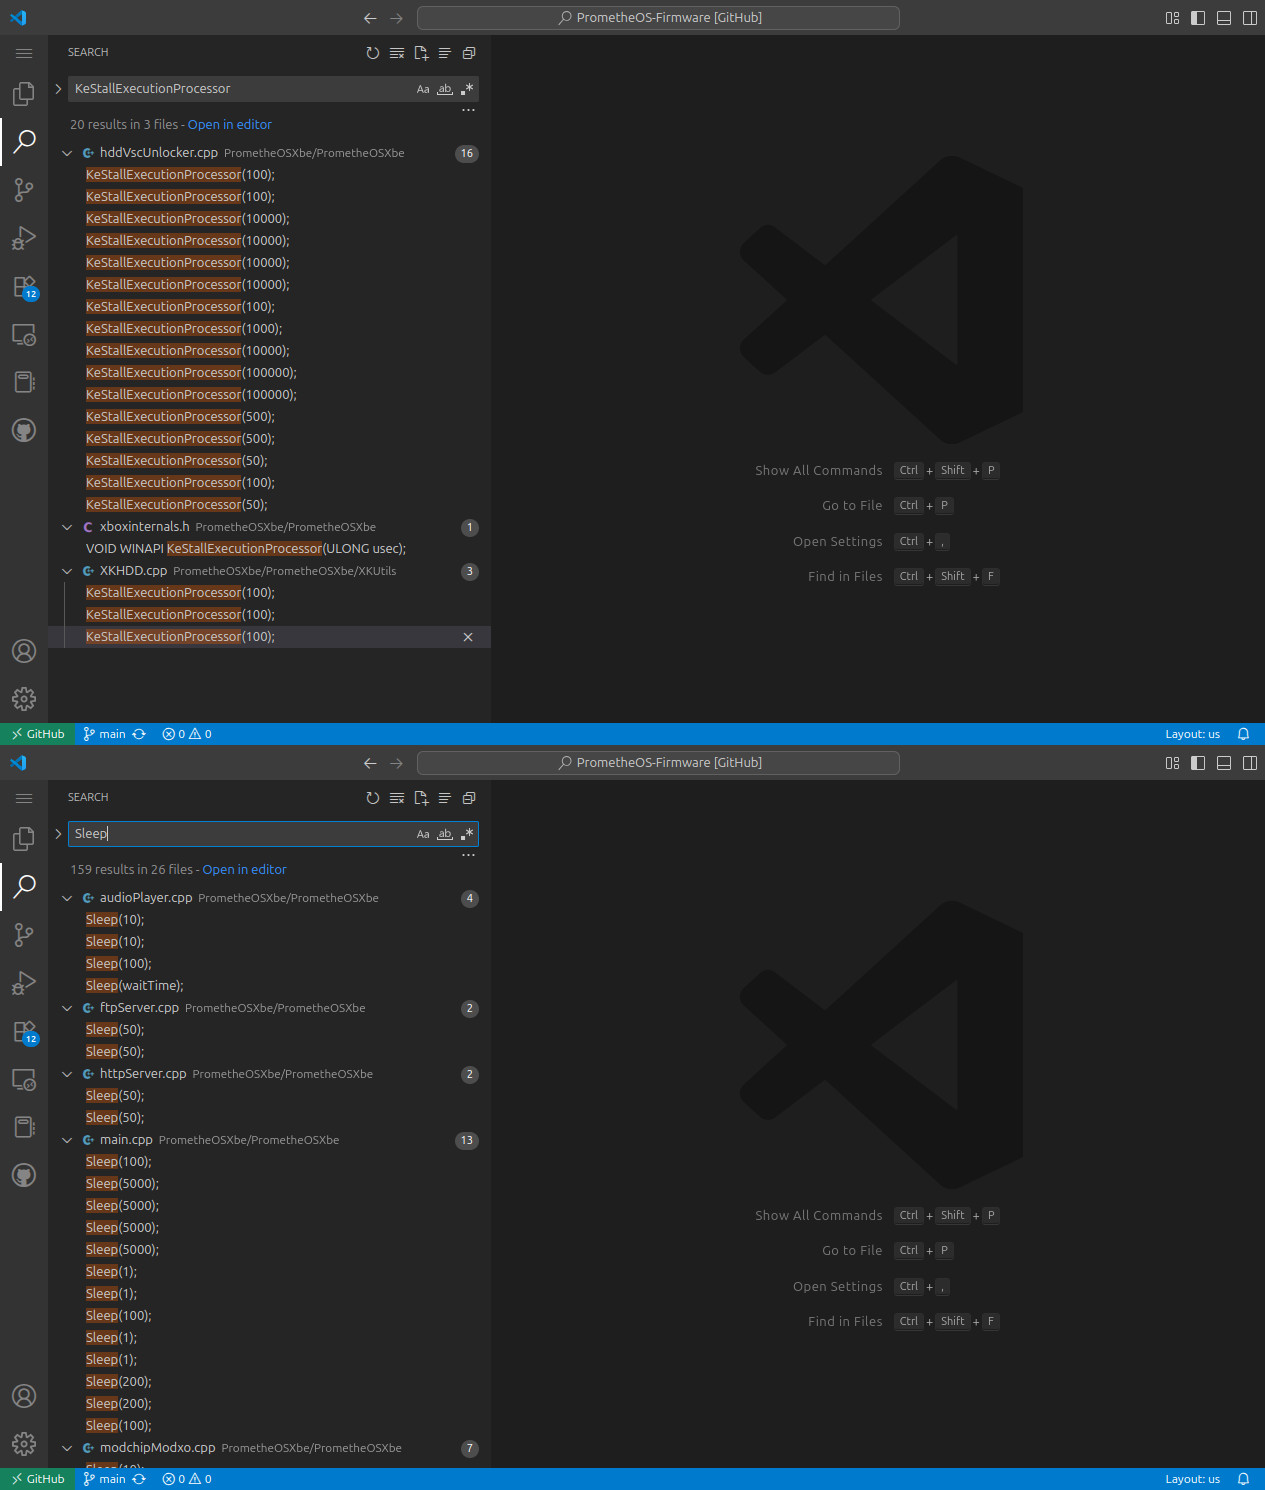 PrometheOS-Firmware [GitHub]
SEARCH
KeStallExecutionProcessor
Aa ab
20 results in 3 files - Open in editor
hddVscUnlocker.cpp PrometheOSXbe/PrometheOSXbe 16
KeStallExecutionProcessor(100);
KeStallExecutionProcessor(100);
KeStallExecutionProcessor(10000);
KeStallExecutionProcessor(10000);
KeStallExecutionProcessor(10000);
KeStallExecutionProcessor(10000);
KeStallExecutionProcessor(100);
KeStallExecutionProcessor(1000);
KeStallExecutionProcessor(10000);
KeStallExecutionProcessor(100000);
KeStallExecutionProcessor(100000);
KeStallExecutionProcessor(500);
KeStallExecutionProcessor(500);
KeStallExecutionProcessor(50);
KeStallExecutionProcessor(100);
KeStallExecutionProcessor(50);
xboxinternals.h PrometheOSXbe/PrometheOSXbe 1
VOID WINAPI KeStallExecutionProcessor(ULONG usec);
XKHDD.cpp PrometheOSXbe/PrometheOSXbe/XKUtils 3
KeStallExecutionProcessor(100);
KeStallExecutionProcessor(100);
KeStallExecutionProcessor(100);
12
Show All Commands Ctrl + Shift + P
Go to File Ctrl + P
Open Settings Ctrl + ,
Find in Files Ctrl + Shift + F
GitHub main 0 0 Layout: us
PrometheOS-Firmware [GitHub]
SEARCH
Sleep
Aa ab
159 results in 26 files - Open in editor
audioPlayer.cpp PrometheOSXbe/PrometheOSXbe 4
Sleep(10);
Sleep(10);
Sleep(100);
Sleep(waitTime);
ftpServer.cpp PrometheOSXbe/PrometheOSXbe 2
Sleep(50);
Sleep(50);
httpServer.cpp PrometheOSXbe/PrometheOSXbe 2
Sleep(50);
Sleep(50);
main.cpp PrometheOSXbe/PrometheOSXbe 13
Sleep(100);
Sleep(5000);
Sleep(5000);
Sleep(5000);
Sleep(5000);
Sleep(1);
Sleep(1);
Sleep(100);
Sleep(1);
Sleep(1);
Sleep(200);
Sleep(200);
Sleep(100);
modchipModxo.cpp PrometheOSXbe/PrometheOSXbe 7
12
Show All Commands Ctrl + Shift + P
Go to File Ctrl + P
Open Settings Ctrl + ,
Find in Files Ctrl + Shift + F
GitHub main 0 0 Layout: us